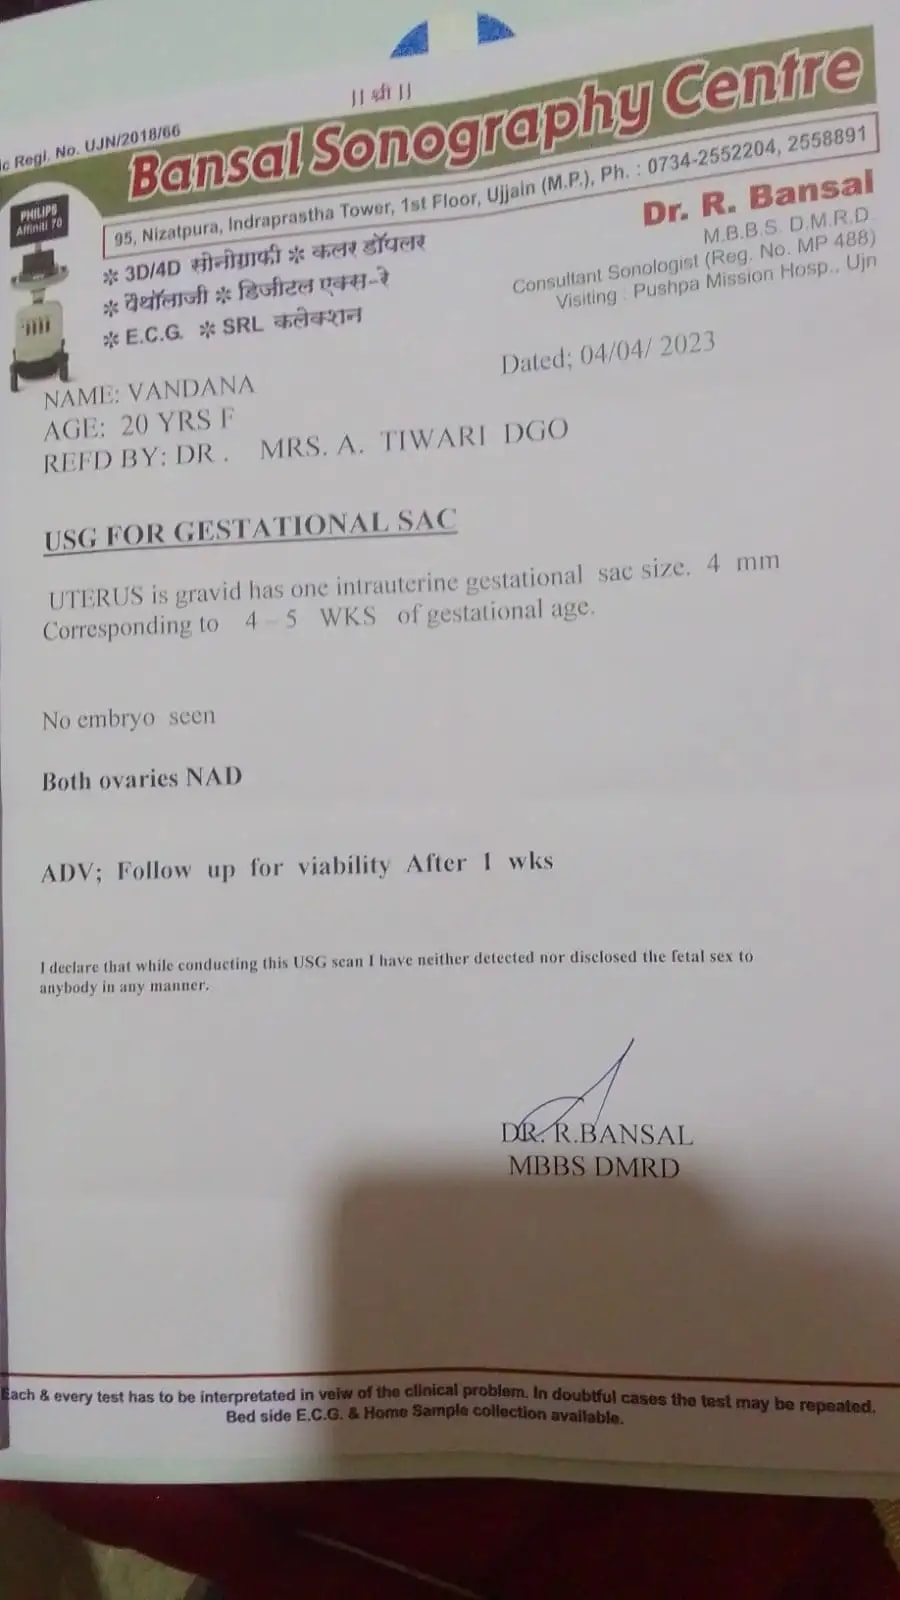 || श्री ||
c Regl. No. UJN/2018/66
Bansal Sonography Centre
95, Nizatpura, Indraprastha Tower, 1st Floor, Ujjain (M.P.), Ph. : 0734-2552204, 2558891
PHILIPS
Affiniti 70
✻ 3D/4D सोनोग्राफी ✻ कलर डॉपलर
✻ पैथॉलाजी ✻ डिजीटल एक्स-रे
✻ E.C.G. ✻ SRL कलेक्शन
Dr. R. Bansal
M.B.B.S. D.M.R.D.
Consultant Sonologist (Reg. No. MP 488)
Visiting : Pushpa Mission Hosp., Ujn
Dated; 04/04/ 2023
NAME: VANDANA
AGE: 20 YRS F
REFD BY: DR . MRS. A. TIWARI DGO
USG FOR GESTATIONAL SAC
UTERUS is gravid has one intrauterine gestational sac size. 4 mm
Corresponding to 4 – 5 WKS of gestational age.
No embryo seen
Both ovaries NAD
ADV; Follow up for viability After 1 wks
I declare that while conducting this USG scan I have neither detected nor disclosed the fetal sex to
anybody in any manner.
DR. R.BANSAL
MBBS DMRD
Each & every test has to be interpretated in veiw of the clinical problem. In doubtful cases the test may be repeated.
Bed side E.C.G. & Home Sample collection available.